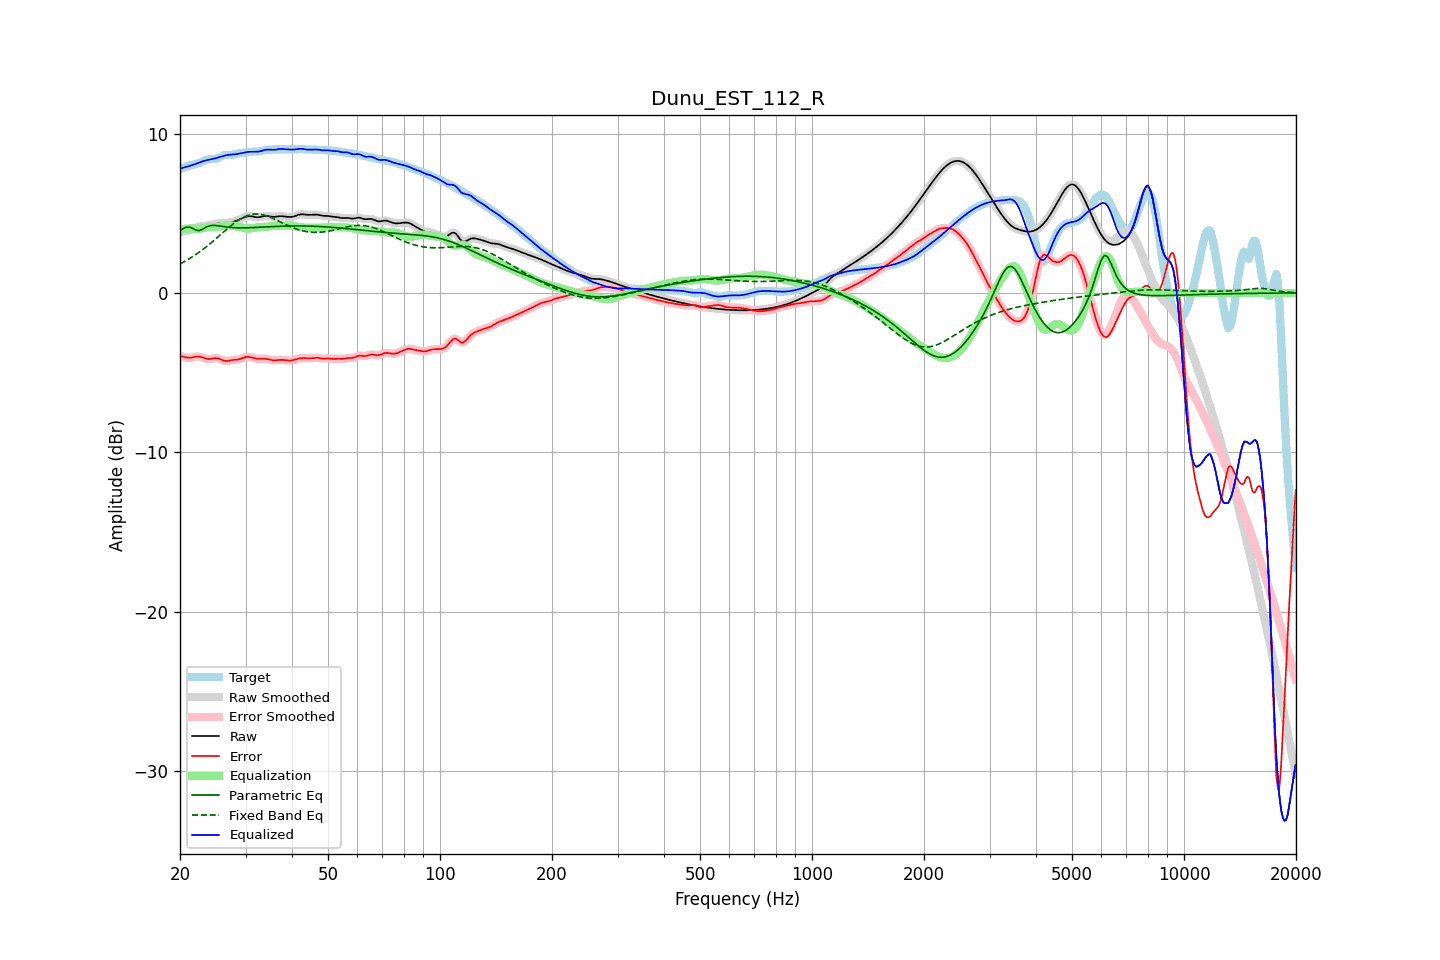 Dunu_EST_112_R
10
0
−10
−20
−30
Amplitude (dBr)
Target
Raw Smoothed
Error Smoothed
Raw
Error
Equalization
Parametric Eq
Fixed Band Eq
Equalized
20 50 100 200 500 1000 2000 5000 10000 20000
Frequency (Hz)